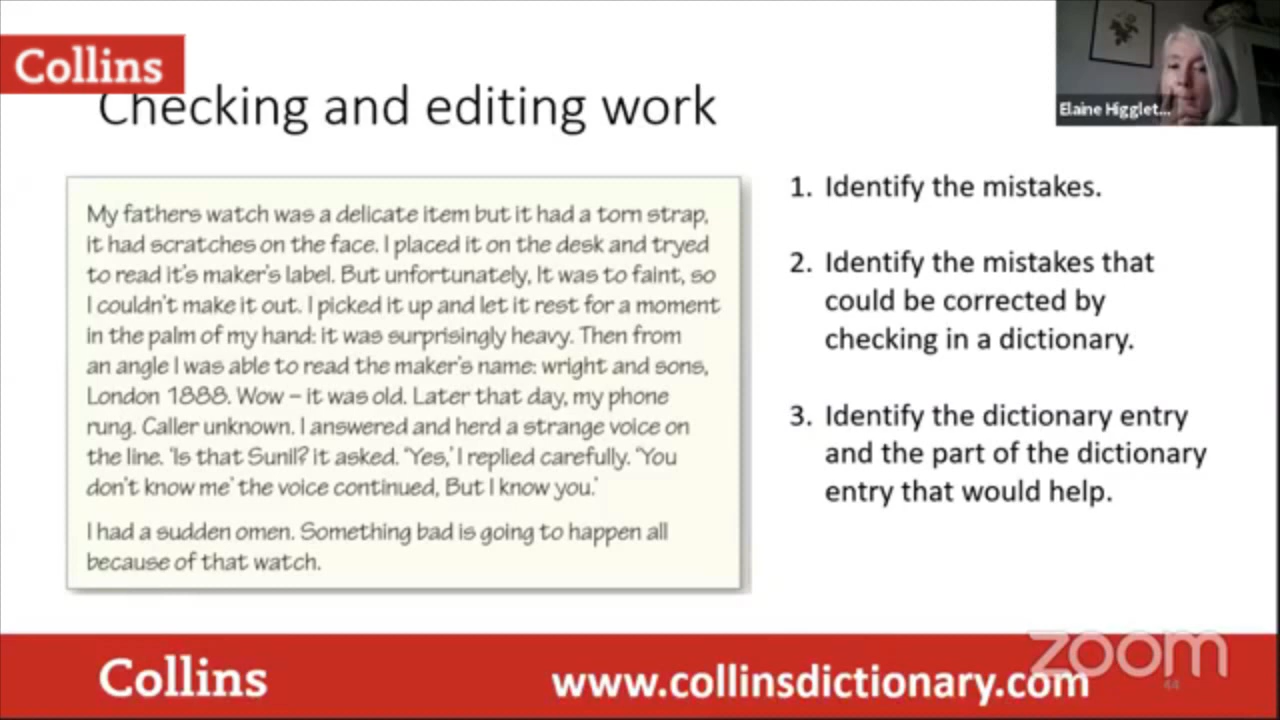 Collins
Checking and editing work
Elaine Higglet...
My fathers watch was a delicate item but it had a torn strap,
it had scratches on the face. I placed it on the desk and tryed
to read it's maker's label. But unfortunately, It was to faint, so
I couldn't make it out. I picked it up and let it rest for a moment
in the palm of my hand: it was surprisingly heavy. Then from
an angle I was able to read the maker's name: wright and sons,
London 1888. Wow – it was old. Later that day, my phone
rung. Caller unknown. I answered and herd a strange voice on
the line. 'Is that Sunil? it asked. 'Yes,' I replied carefully. 'You
don't know me' the voice continued, But I know you.'
I had a sudden omen. Something bad is going to happen all
because of that watch.
1. Identify the mistakes.
2. Identify the mistakes that
could be corrected by
checking in a dictionary.
3. Identify the dictionary entry
and the part of the dictionary
entry that would help.
Collins
www.collinsdictionary.com
zoom
44